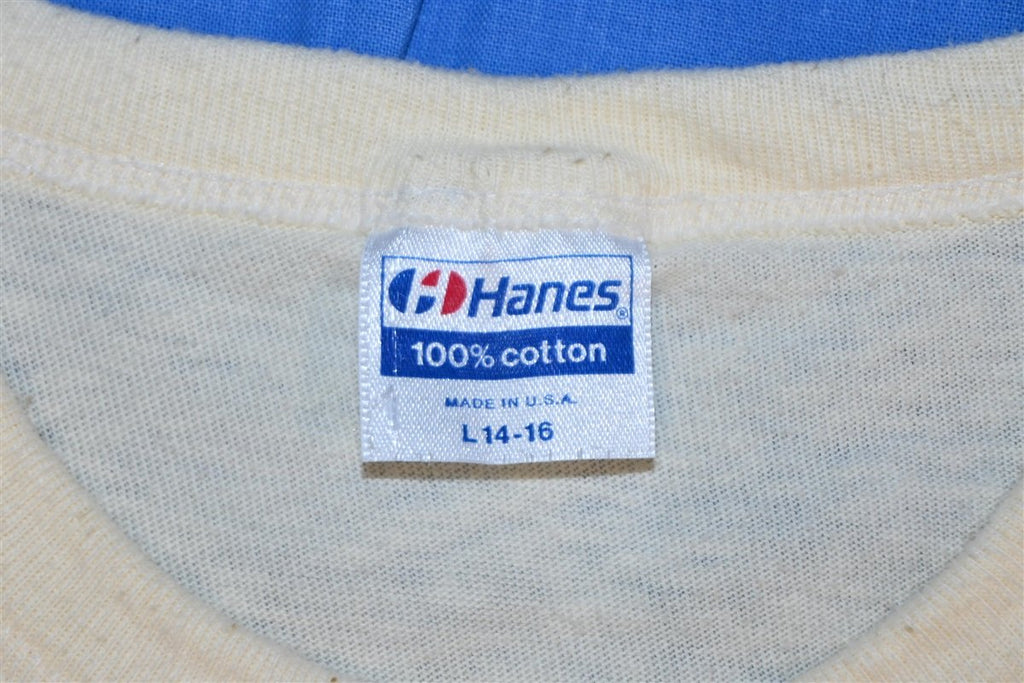 Hanes®
100% cotton
MADE IN U.S.A.
L 14-16